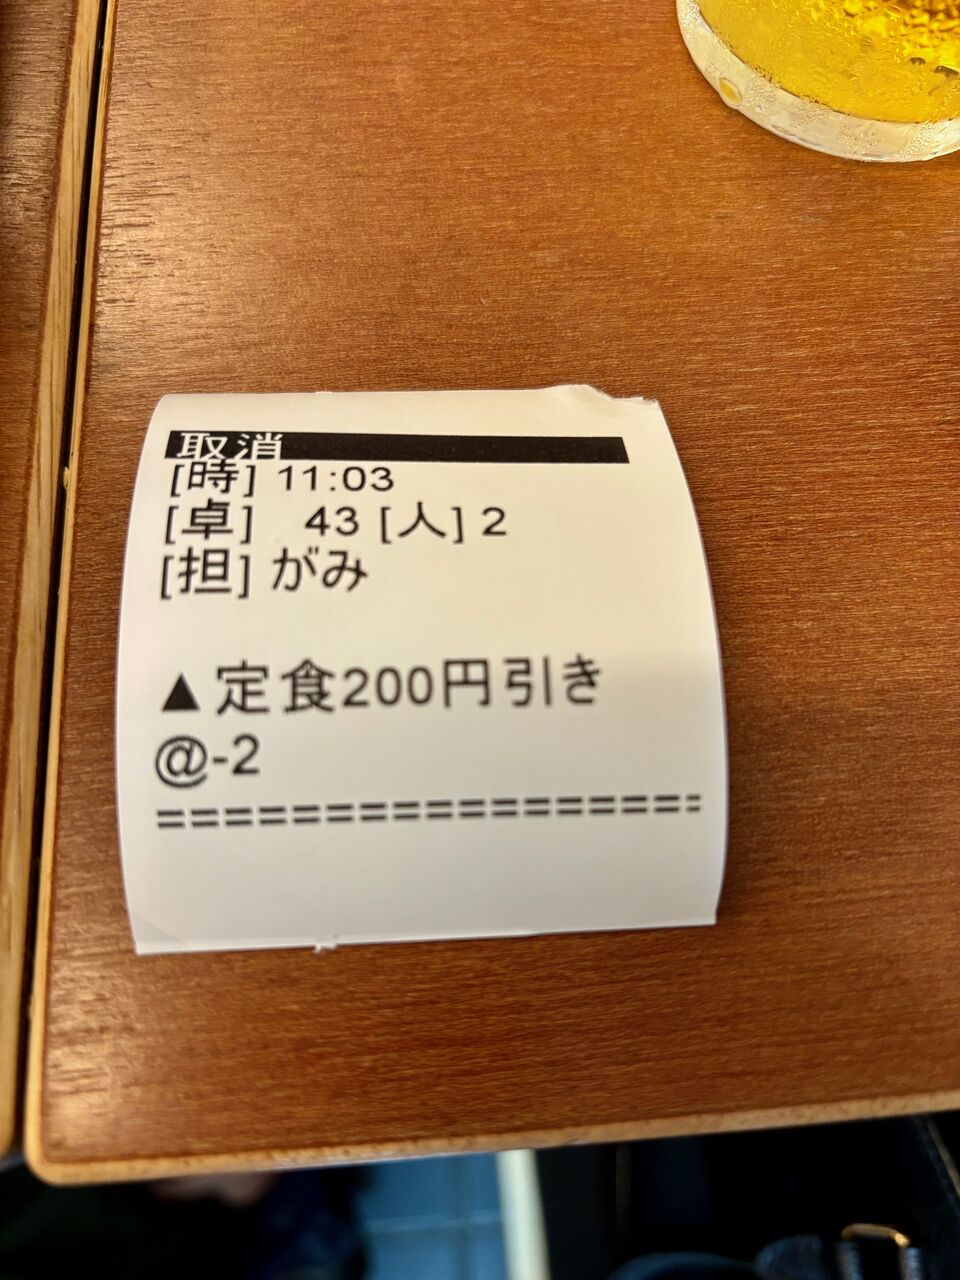 取消
[時] 11:03
[卓] 43 [人] 2
[担] がみ
▲定食200円引き
@-2
=================